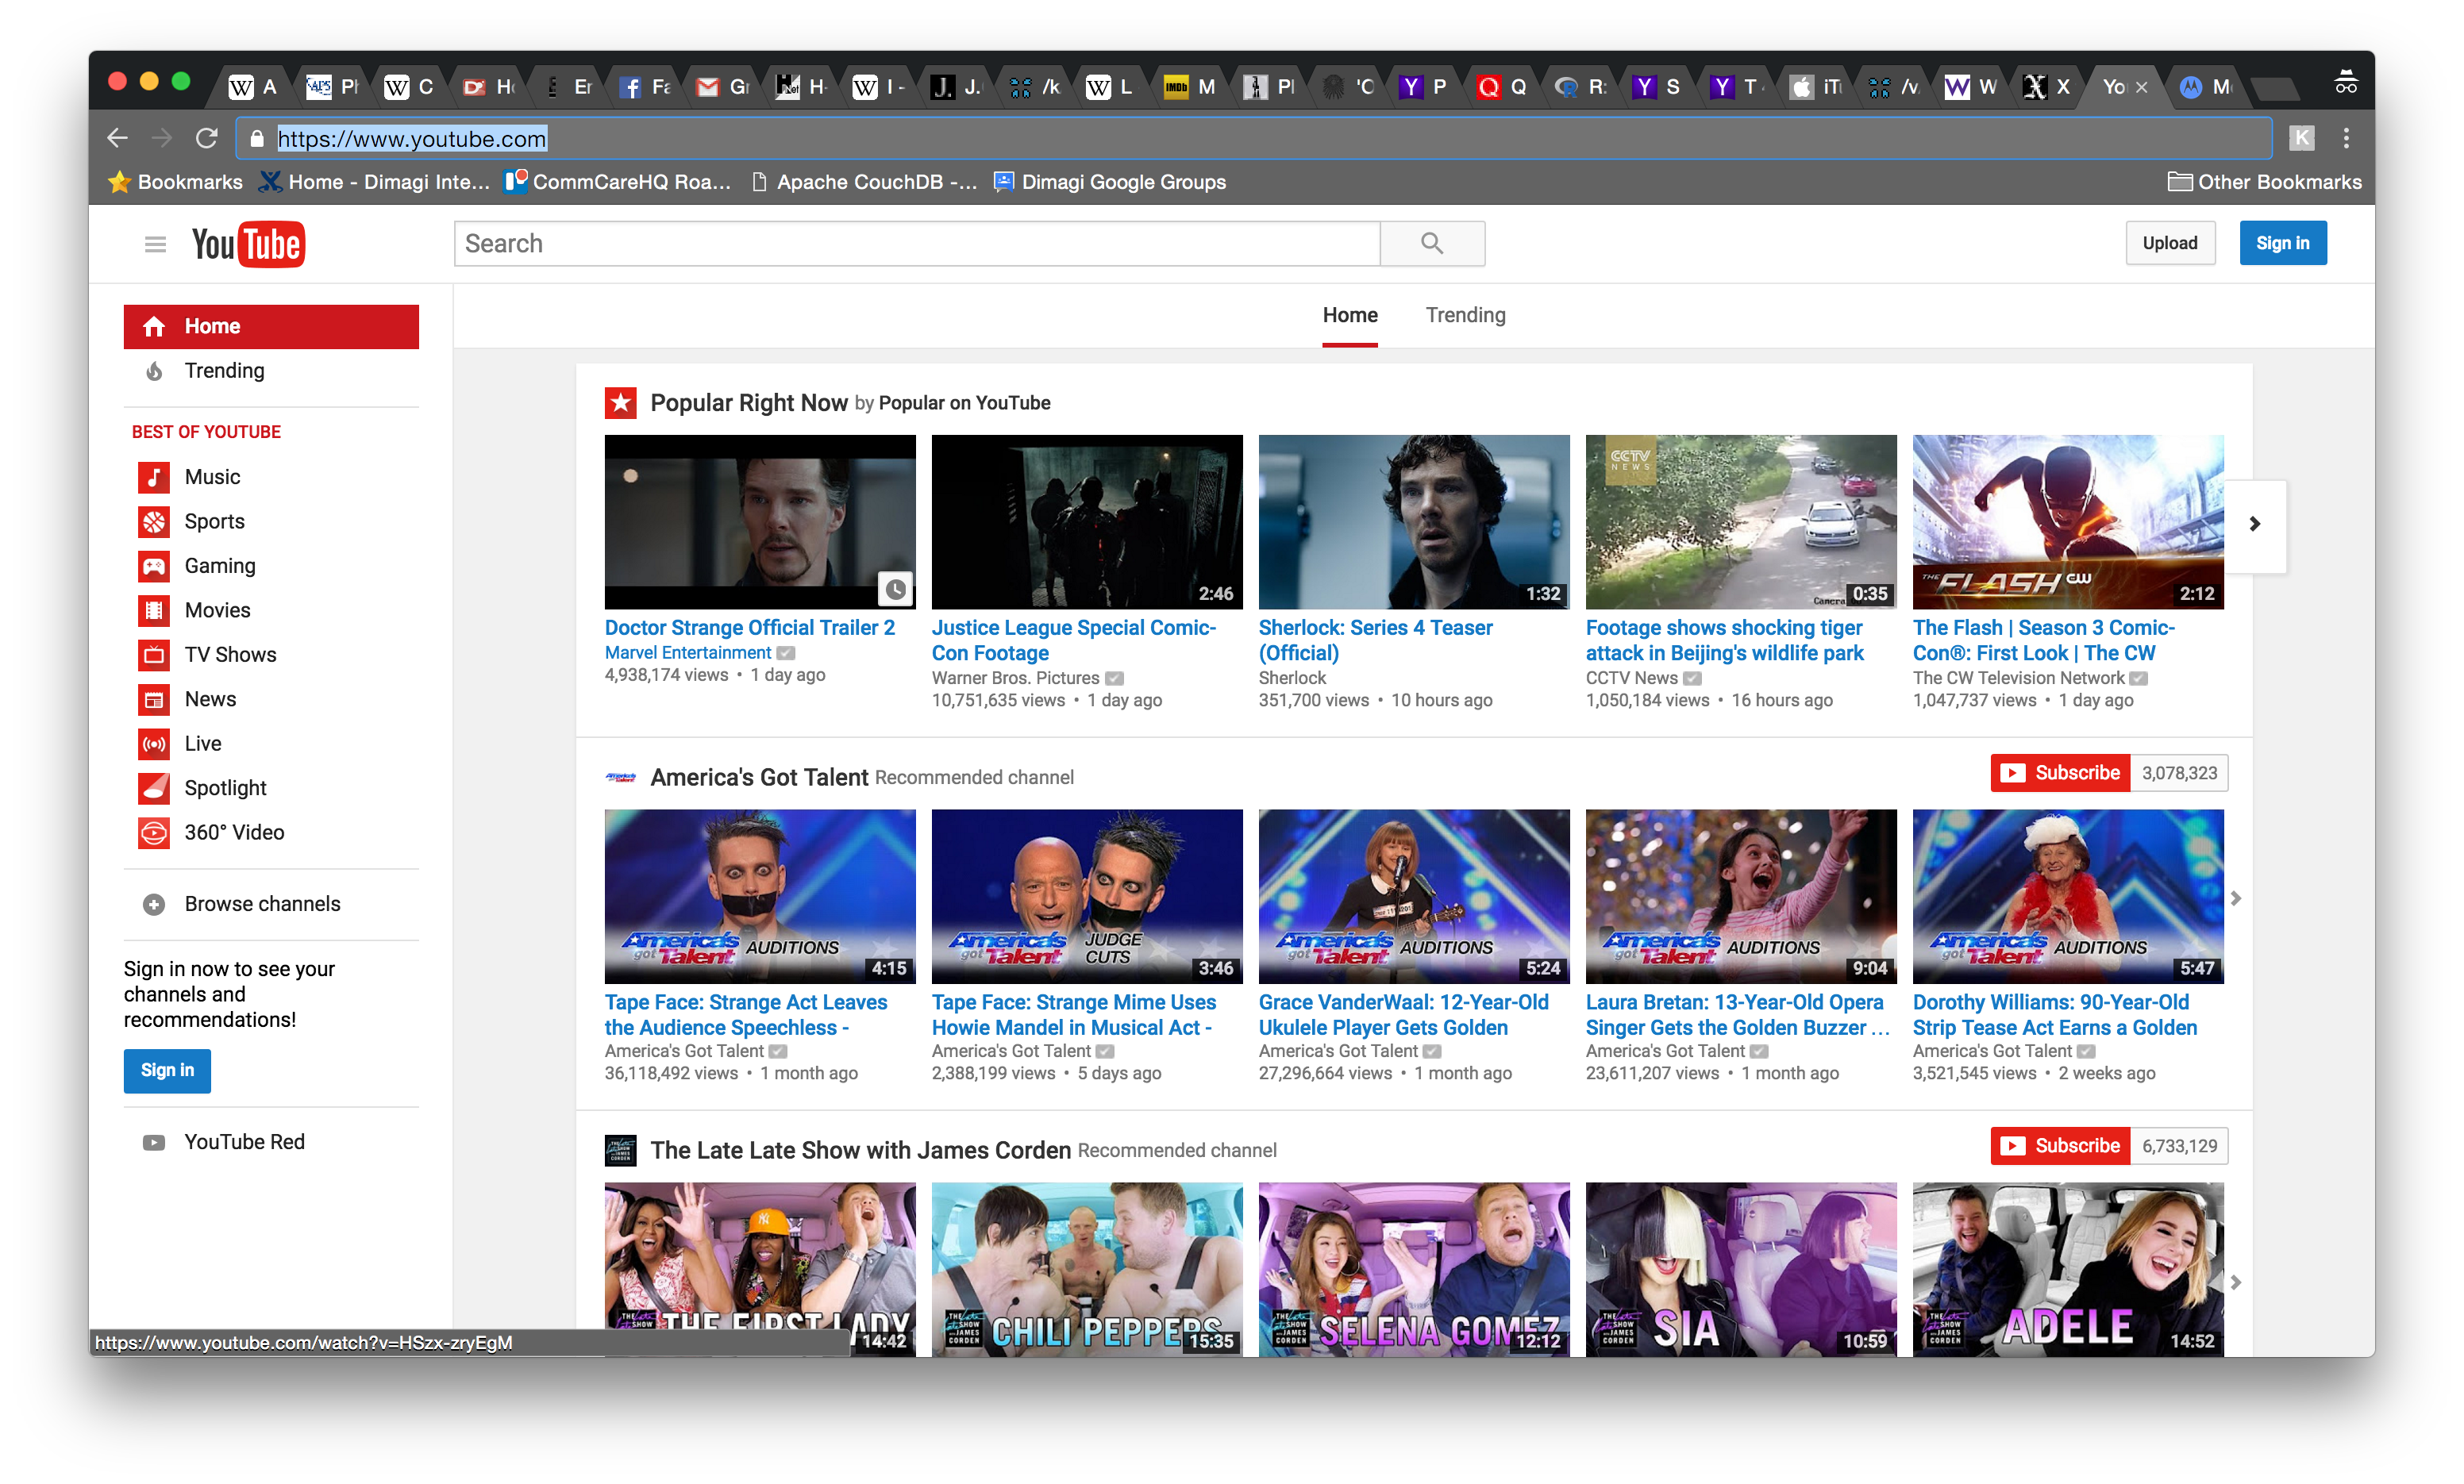 A
Ph
C
Ho
Er
Fa
Gr
H-
I -
J.
/k
L
M
Pl
'O
P
Q
R:
S
T
iTu
/v
W
X
Yo
Mo
https://www.youtube.com
Bookmarks
Home - Dimagi Inte...
CommCareHQ Roa...
Apache CouchDB -...
Dimagi Google Groups
Other Bookmarks
YouTube
Search
Upload
Sign in
Home
Trending
BEST OF YOUTUBE
Music
Sports
Gaming
Movies
TV Shows
News
Live
Spotlight
360° Video
Browse channels
Sign in now to see your
channels and
recommendations!
Sign in
YouTube Red
Home
Trending
Popular Right Now by Popular on YouTube
Doctor Strange Official Trailer 2
Marvel Entertainment
4,938,174 views • 1 day ago
2:46
Justice League Special Comic-
Con Footage
Warner Bros. Pictures
10,751,635 views • 1 day ago
1:32
Sherlock: Series 4 Teaser
(Official)
Sherlock
351,700 views • 10 hours ago
CCTV
NEWS
Camera
0:35
Footage shows shocking tiger
attack in Beijing's wildlife park
CCTV News
1,050,184 views • 16 hours ago
THE FLASH CW
2:12
The Flash | Season 3 Comic-
Con®: First Look | The CW
The CW Television Network
1,047,737 views • 1 day ago
America's Got Talent Recommended channel
Subscribe 3,078,323
America's got Talent AUDITIONS
4:15
Tape Face: Strange Act Leaves
the Audience Speechless -
America's Got Talent
36,118,492 views • 1 month ago
America's got Talent JUDGE CUTS
3:46
Tape Face: Strange Mime Uses
Howie Mandel in Musical Act -
America's Got Talent
2,388,199 views • 5 days ago
America's got Talent AUDITIONS
5:24
Grace VanderWaal: 12-Year-Old
Ukulele Player Gets Golden
America's Got Talent
27,296,664 views • 1 month ago
America's got Talent AUDITIONS
9:04
Laura Bretan: 13-Year-Old Opera
Singer Gets the Golden Buzzer ...
America's Got Talent
23,611,207 views • 1 month ago
America's got Talent AUDITIONS
5:47
Dorothy Williams: 90-Year-Old
Strip Tease Act Earns a Golden
America's Got Talent
3,521,545 views • 2 weeks ago
The Late Late Show with James Corden Recommended channel
Subscribe 6,733,129
THE FIRST LADY
14:42
CHILI PEPPERS
15:35
SELENA GOMEZ
12:12
SIA
10:59
ADELE
14:52
https://www.youtube.com/watch?v=HSzx-zryEgM